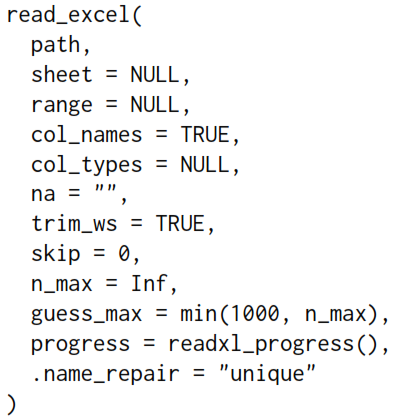 read_excel(
  path,
  sheet = NULL,
  range = NULL,
  col_names = TRUE,
  col_types = NULL,
  na = "",
  trim_ws = TRUE,
  skip = 0,
  n_max = Inf,
  guess_max = min(1000, n_max),
  progress = readxl_progress(),
  .name_repair = "unique"
)